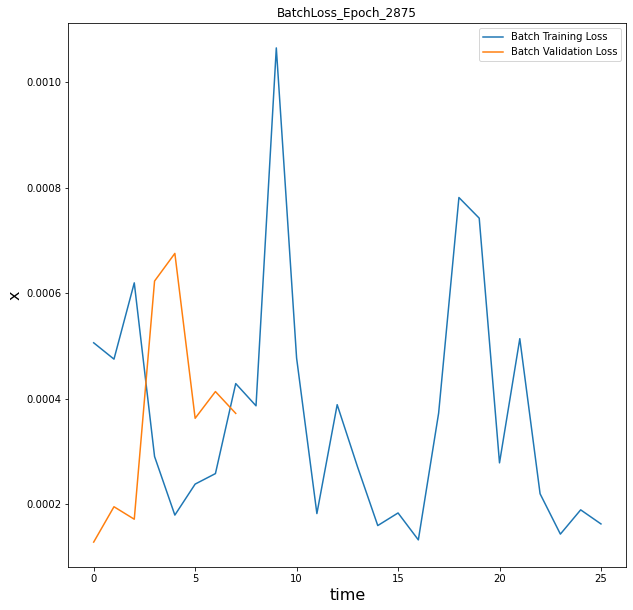 BatchLoss_Epoch_2875
Batch Training Loss
Batch Validation Loss
0.0010
0.0008
0.0006
0.0004
0.0002
x
0 5 10 15 20 25
time